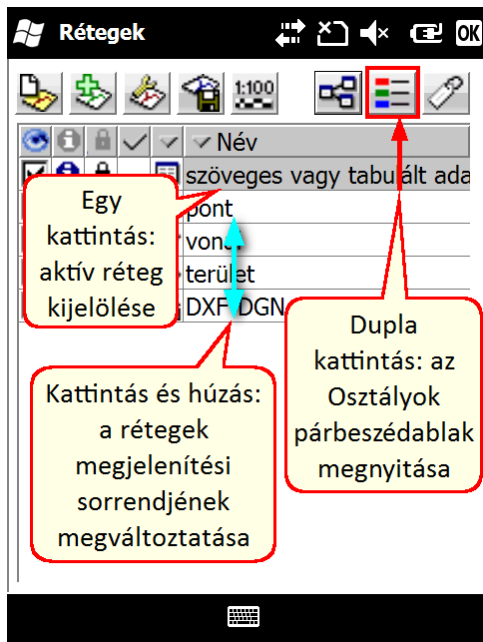 Rétegek
OK
1:100
Név
szöveges vagy tabulált ada
pont
terület
DXF DGN
Egy
kattintás:
aktív réteg
kijelölése
Dupla
kattintás: az
Osztályok
párbeszédablak
megnyitása
Kattintás és húzás:
a rétegek
megjelenítési
sorrendjének
megváltoztatása